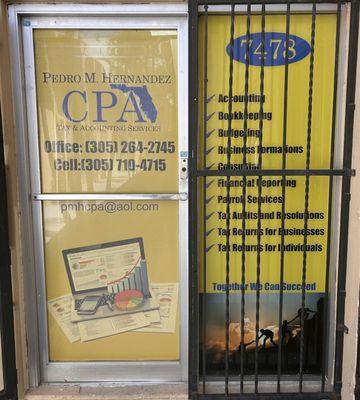 PEDRO M. HERNANDEZ
CPA
TAX & ACCOUNTING SERVICES
Office: (305) 264-2745
Cell:(305) 710-4715
pmhcpa@aol.com
7478
Accounting
Bookkeeping
Budgeting
Business Formations
Consulting
Financial Reporting
Payroll Services
Tax Audits and Resolutions
Tax Returns for Businesses
Tax Returns for Individuals
Together We Can Succeed